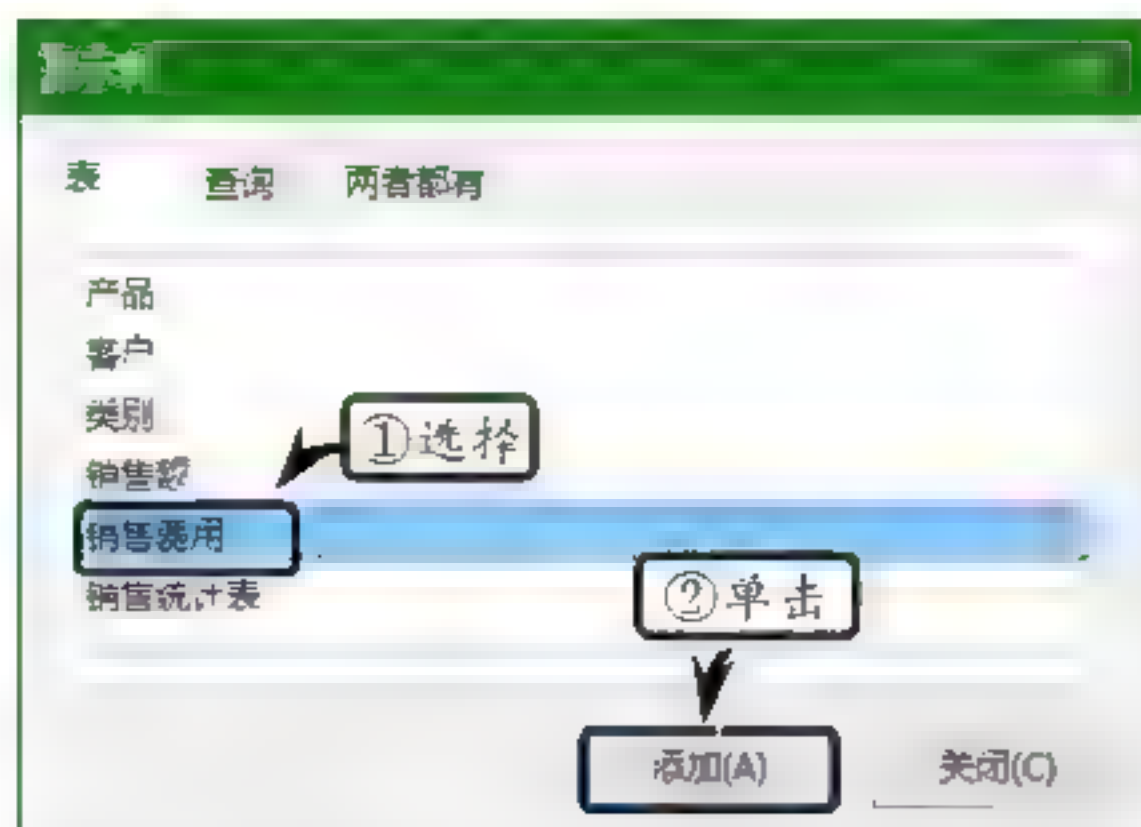 表 查询 两者都有
产品
客户
类别
①选择
销售额
销售费用
销售统计表
②单击
添加(A) 关闭(C)